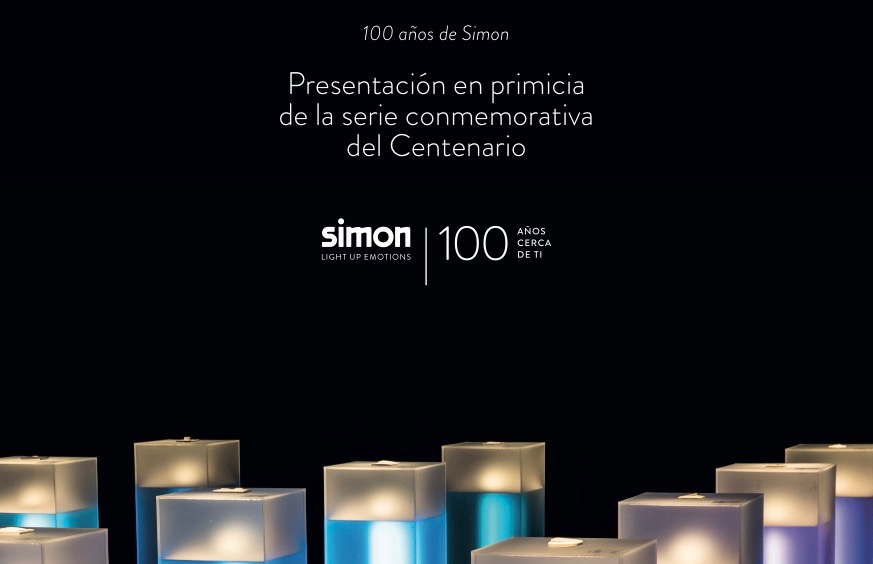 100 años de Simon
Presentación en primicia
de la serie conmemorativa
del Centenario
simon
LIGHT UP EMOTIONS
100
AÑOS
CERCA
DE TI